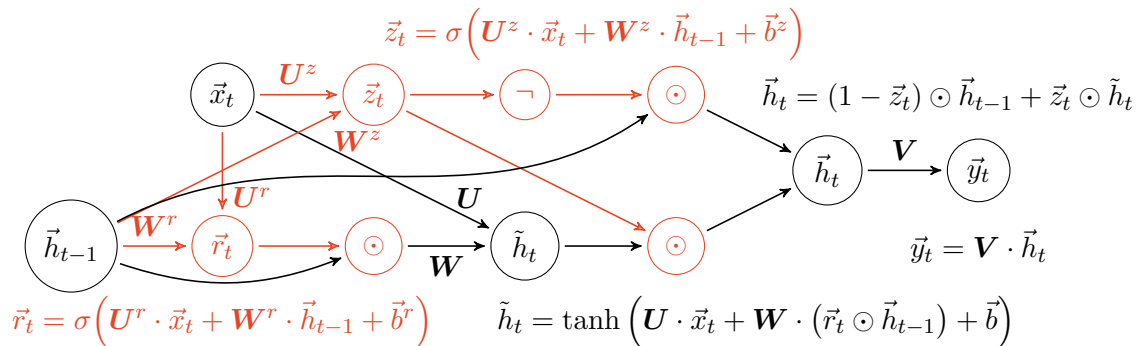 z⃗_t = σ(U^z · x⃗_t + W^z · h⃗_{t−1} + b⃗^z)
x⃗_t U^z z⃗_t ¬ ⊙ h⃗_t = (1 − z⃗_t) ⊙ h⃗_{t−1} + z⃗_t ⊙ h̃_t
W^z
h⃗_t V y⃗_t
U^r U
h⃗_{t−1} W^r r⃗_t ⊙ W h̃_t ⊙ y⃗_t = V · h⃗_t
r⃗_t = σ(U^r · x⃗_t + W^r · h⃗_{t−1} + b⃗^r) h̃_t = tanh(U · x⃗_t + W · (r⃗_t ⊙ h⃗_{t−1}) + b⃗)